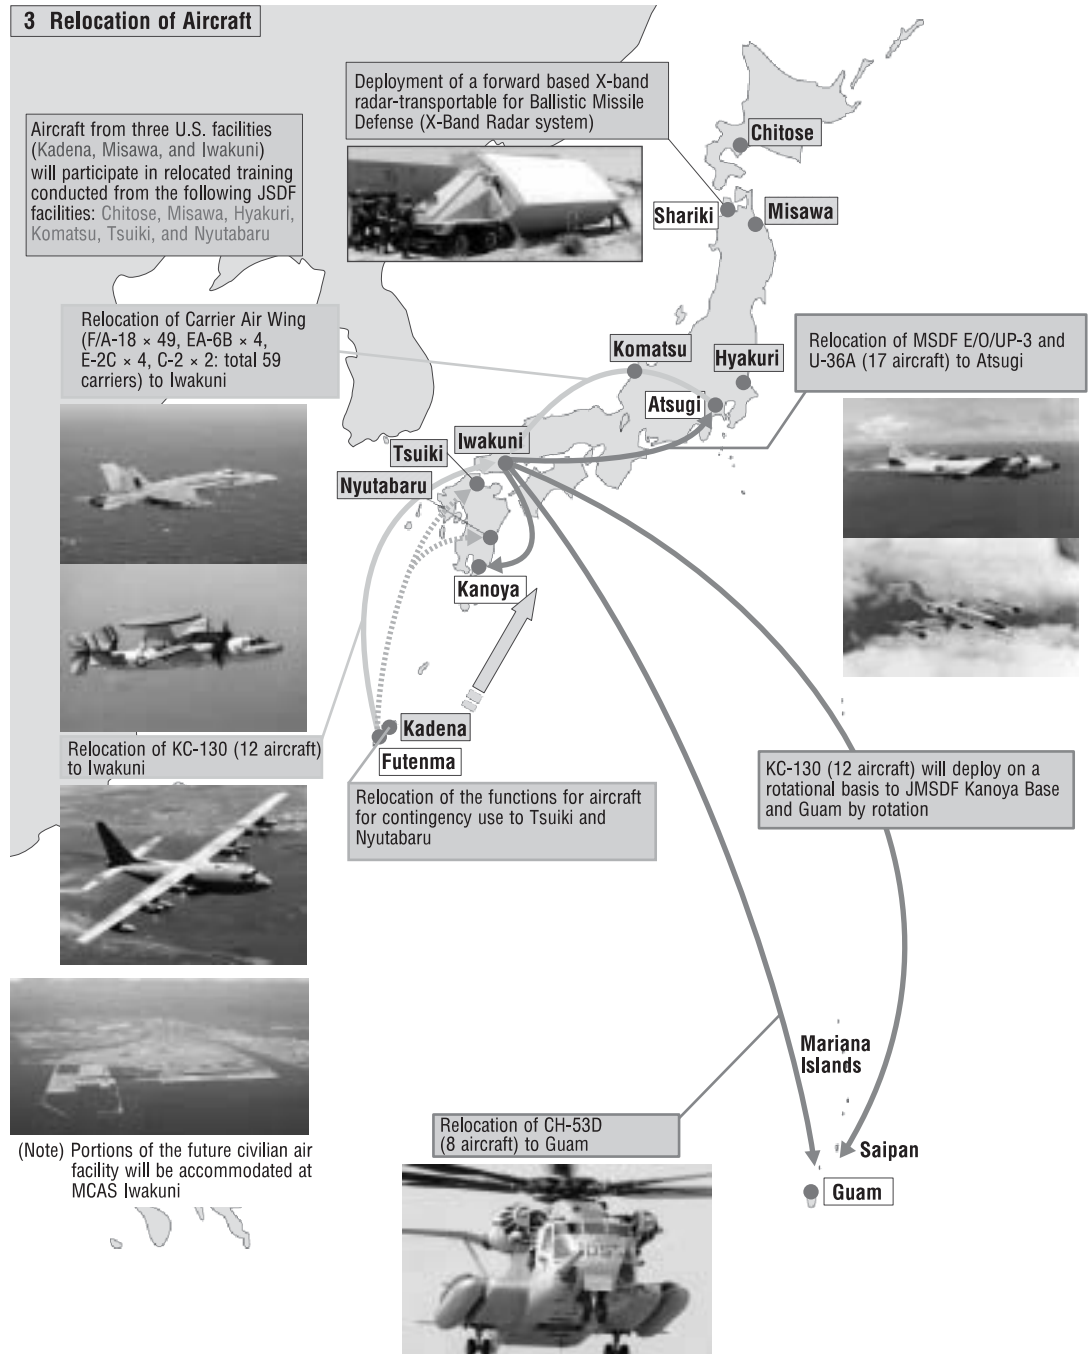 3 Relocation of Aircraft
Deployment of a forward based X-band
radar-transportable for Ballistic Missile
Defense (X-Band Radar system)
Aircraft from three U.S. facilities
(Kadena, Misawa, and Iwakuni)
will participate in relocated training
conducted from the following JSDF
facilities: Chitose, Misawa, Hyakuri,
Komatsu, Tsuiki, and Nyutabaru
Chitose
Shariki
Misawa
Relocation of Carrier Air Wing
(F/A-18 × 49, EA-6B × 4,
E-2C × 4, C-2 × 2: total 59
carriers) to Iwakuni
Komatsu
Hyakuri
Atsugi
Relocation of MSDF E/O/UP-3 and
U-36A (17 aircraft) to Atsugi
Iwakuni
Tsuiki
Nyutabaru
Kanoya
Kadena
Futenma
Relocation of KC-130 (12 aircraft)
to Iwakuni
Relocation of the functions for aircraft
for contingency use to Tsuiki and
Nyutabaru
KC-130 (12 aircraft) will deploy on a
rotational basis to JMSDF Kanoya Base
and Guam by rotation
Mariana
Islands
Relocation of CH-53D
(8 aircraft) to Guam
Saipan
Guam
(Note) Portions of the future civilian air
facility will be accommodated at
MCAS Iwakuni